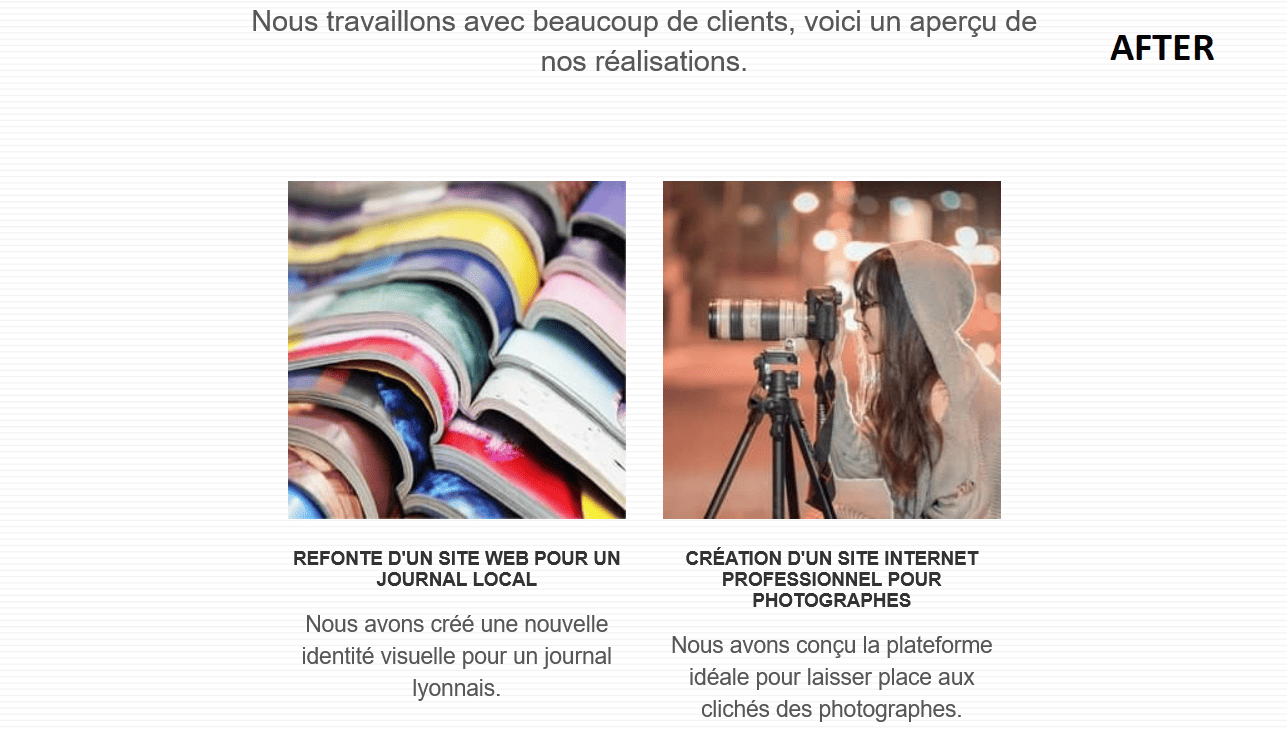 Nous travaillons avec beaucoup de clients, voici un aperçu de
nos réalisations.
AFTER
REFONTE D'UN SITE WEB POUR UN
JOURNAL LOCAL
Nous avons créé une nouvelle
identité visuelle pour un journal
lyonnais.
CRÉATION D'UN SITE INTERNET
PROFESSIONNEL POUR
PHOTOGRAPHES
Nous avons conçu la plateforme
idéale pour laisser place aux
clichés des photographes.